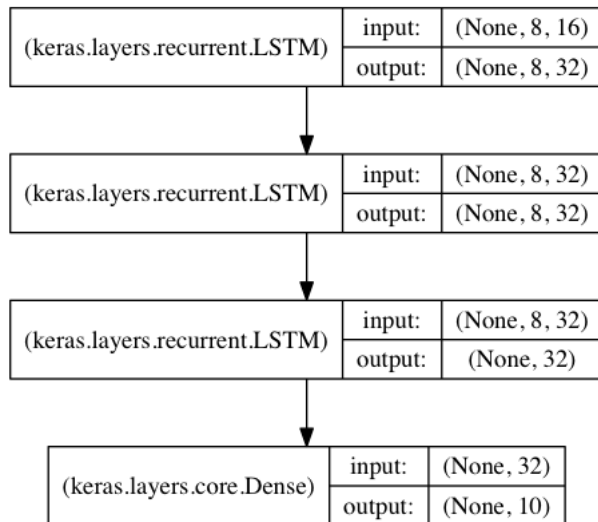 (keras.layers.recurrent.LSTM) input: (None, 8, 16)
output: (None, 8, 32)
(keras.layers.recurrent.LSTM) input: (None, 8, 32)
output: (None, 8, 32)
(keras.layers.recurrent.LSTM) input: (None, 8, 32)
output: (None, 32)
(keras.layers.core.Dense) input: (None, 32)
output: (None, 10)